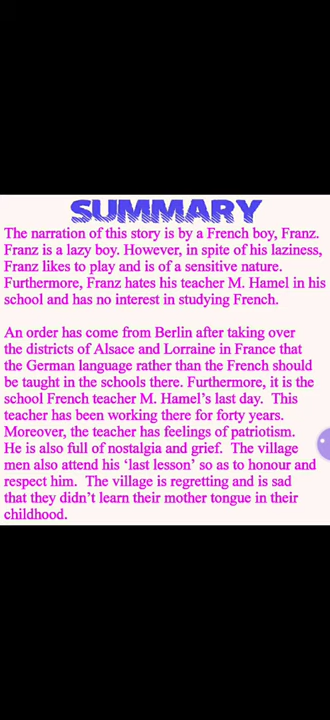 SUMMARY
The narration of this story is by a French boy, Franz.
Franz is a lazy boy. However, in spite of his laziness,
Franz likes to play and is of a sensitive nature.
Furthermore, Franz hates his teacher M. Hamel in his
school and has no interest in studying French.
An order has come from Berlin after taking over
the districts of Alsace and Lorraine in France that
the German language rather than the French should
be taught in the schools there. Furthermore, it is the
school French teacher M. Hamel's last day. This
teacher has been working there for forty years.
Moreover, the teacher has feelings of patriotism.
He is also full of nostalgia and grief. The village
men also attend his 'last lesson' so as to honour and
respect him. The village is regretting and is sad
that they didn't learn their mother tongue in their
childhood.